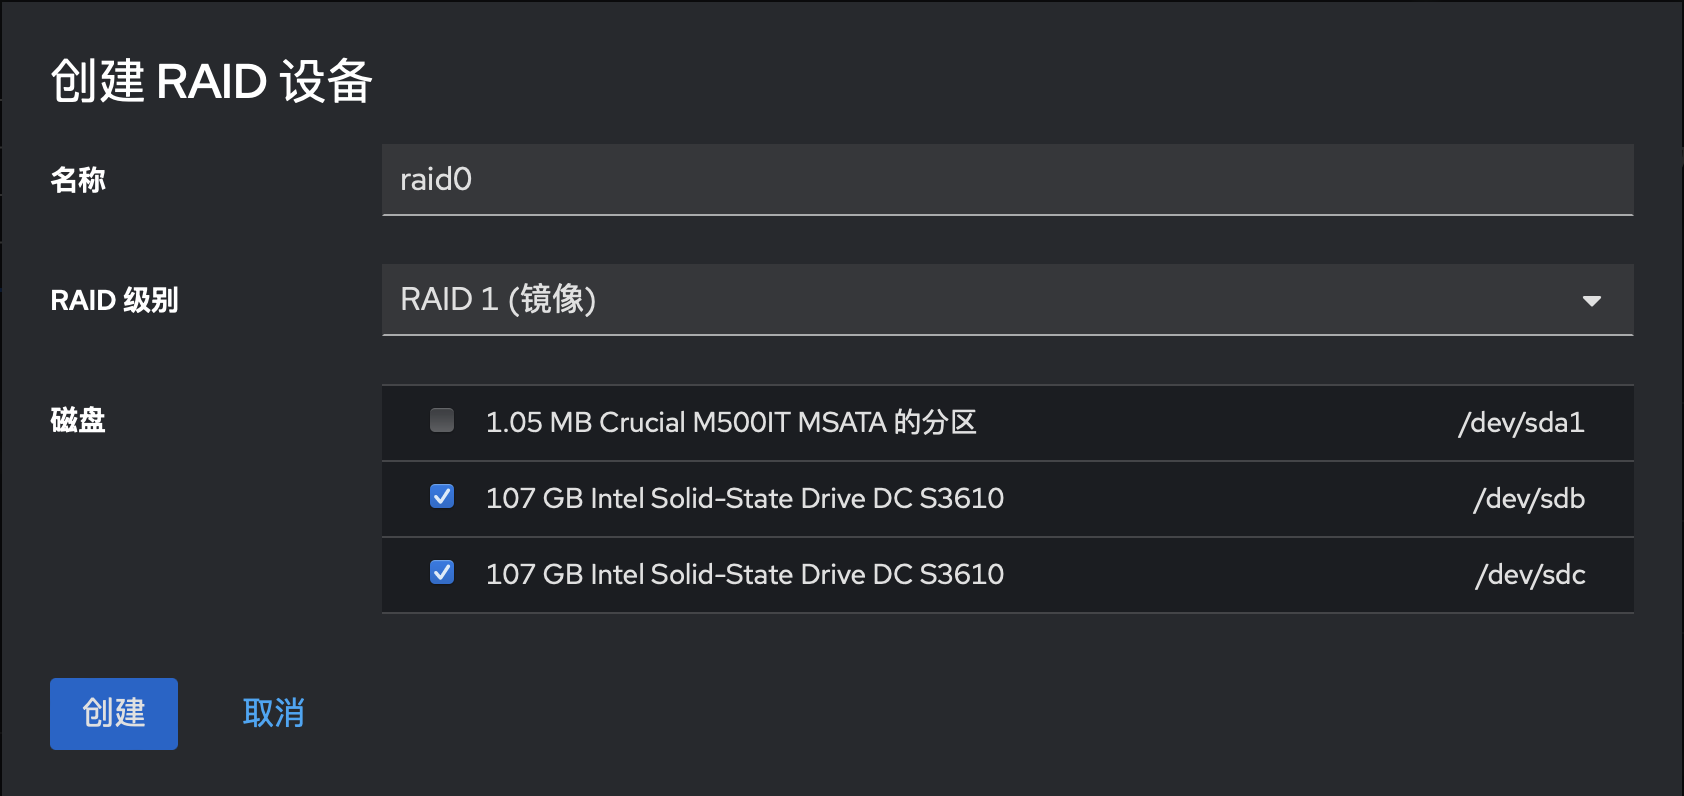 创建 RAID 设备
名称
raid0
RAID 级别
RAID 1 (镜像)
磁盘
1.05 MB Crucial M500IT MSATA 的分区 /dev/sda1
107 GB Intel Solid-State Drive DC S3610 /dev/sdb
107 GB Intel Solid-State Drive DC S3610 /dev/sdc
创建 取消